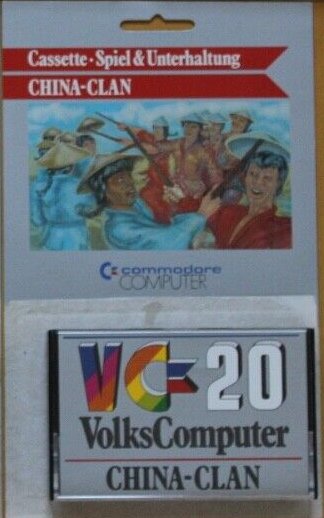 Cassette · Spiel & Unterhaltung
CHINA-CLAN
commodore
COMPUTER
VC 20
VolksComputer
CHINA-CLAN